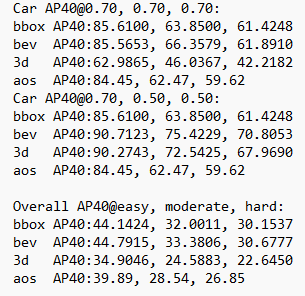 Car AP40@0.70, 0.70, 0.70:
bbox AP40:85.6100, 63.8500, 61.4248
bev  AP40:85.5653, 66.3579, 61.8910
3d   AP40:62.9865, 46.0367, 42.2182
aos  AP40:84.45, 62.47, 59.62
Car AP40@0.70, 0.50, 0.50:
bbox AP40:85.6100, 63.8500, 61.4248
bev  AP40:90.7123, 75.4229, 70.8053
3d   AP40:90.2743, 72.5425, 67.9690
aos  AP40:84.45, 62.47, 59.62
Overall AP40@easy, moderate, hard:
bbox AP40:44.1424, 32.0011, 30.1537
bev  AP40:44.7915, 33.3806, 30.6777
3d   AP40:34.9046, 24.5883, 22.6450
aos  AP40:39.89, 28.54, 26.85